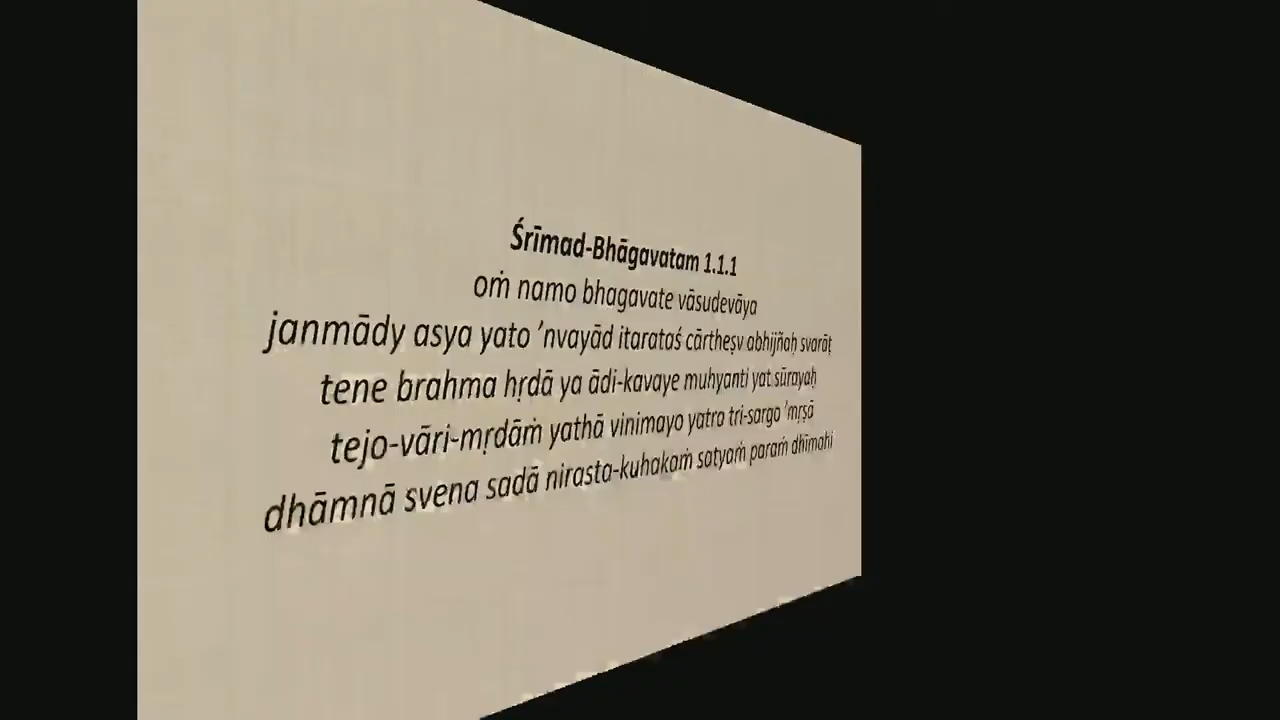 Śrīmad-Bhāgavatam 1.1.1
oṁ namo bhagavate vāsudevāya
janmādy asya yato ’nvayād itarataś cārtheṣv abhijñaḥ svarāṭ
tene brahma hṛdā ya ādi-kavaye muhyanti yat sūrayaḥ
tejo-vāri-mṛdāṁ yathā vinimayo yatra tri-sargo ’mṛṣā
dhāmnā svena sadā nirasta-kuhakaṁ satyaṁ paraṁ dhīmahi